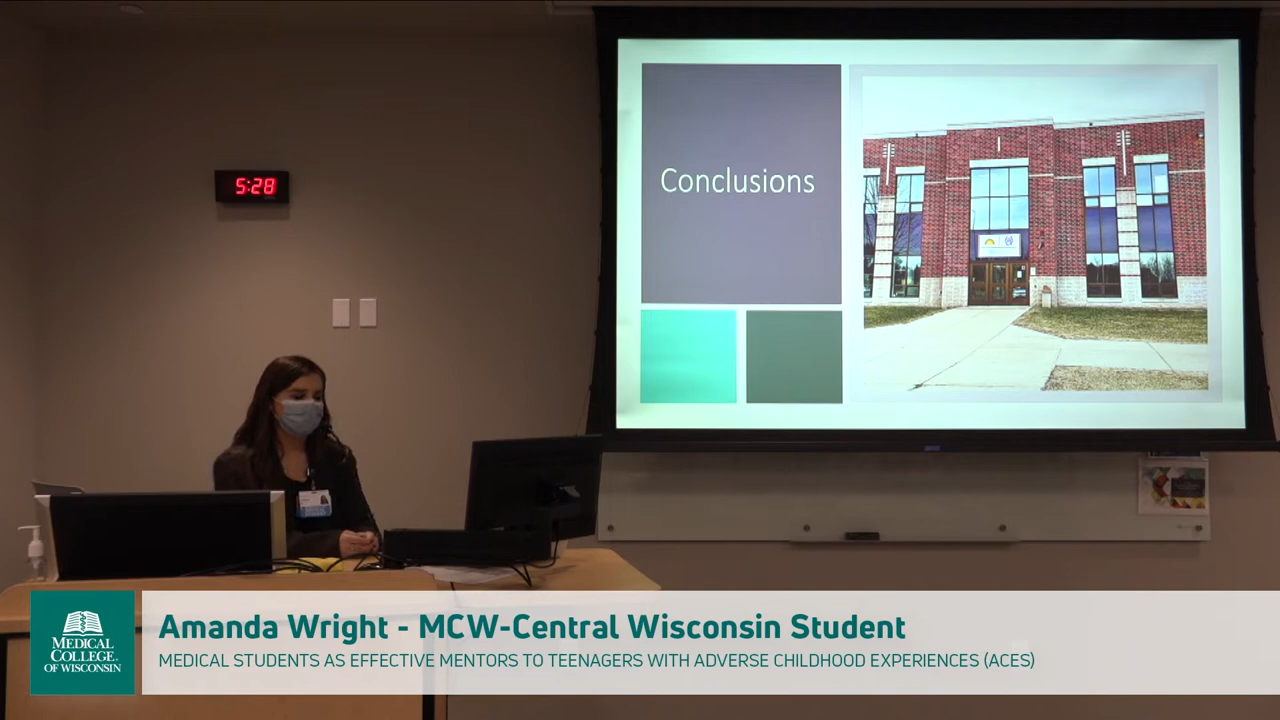 5:28
Conclusions
Amanda Wright - MCW-Central Wisconsin Student
MEDICAL STUDENTS AS EFFECTIVE MENTORS TO TEENAGERS WITH ADVERSE CHILDHOOD EXPERIENCES (ACES)
MEDICAL
COLLEGE
OF WISCONSIN